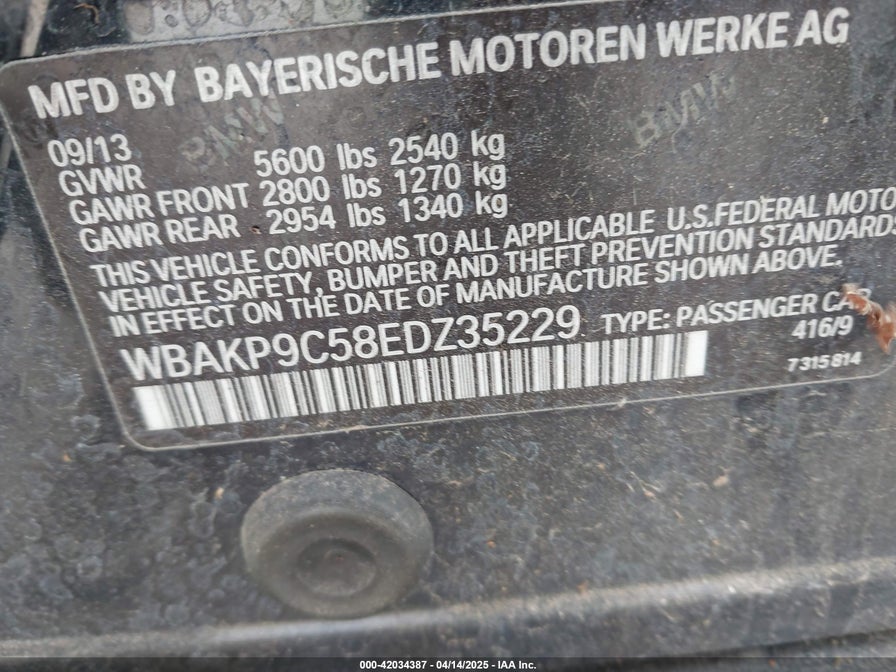 MFD BY BAYERISCHE MOTOREN WERKE AG
09/13
GVWR 5600 lbs 2540 kg
GAWR FRONT 2800 lbs 1270 kg
GAWR REAR 2954 lbs 1340 kg
THIS VEHICLE CONFORMS TO ALL APPLICABLE U.S.FEDERAL MOTO
VEHICLE SAFETY, BUMPER AND THEFT PREVENTION STANDARDS
IN EFFECT ON THE DATE OF MANUFACTURE SHOWN ABOVE.
WBAKP9C58EDZ35229 TYPE: PASSENGER CAR
416/9
7315814
BMW BMW
000-42034387 - 04/14/2025 - IAA Inc.